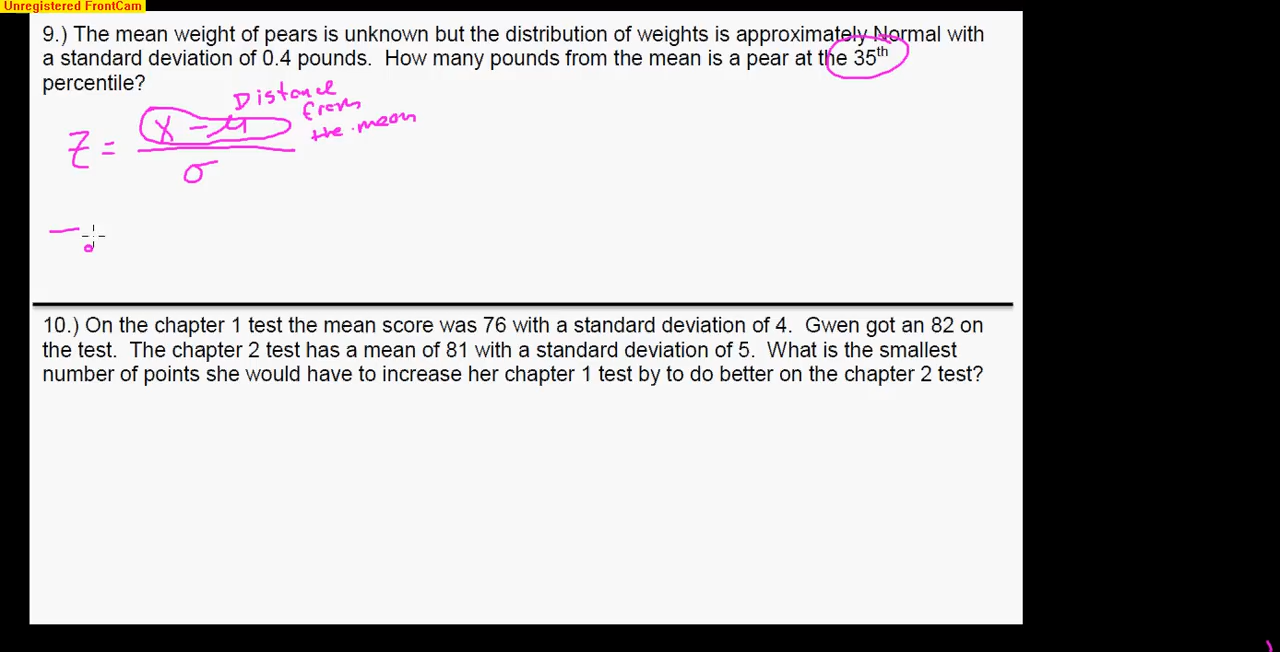 Unregistered FrontCam
9.) The mean weight of pears is unknown but the distribution of weights is approximately Normal with
a standard deviation of 0.4 pounds. How many pounds from the mean is a pear at the 35th
percentile?
Distance
from
the mean
Z = (X - μ) / σ
10.) On the chapter 1 test the mean score was 76 with a standard deviation of 4. Gwen got an 82 on
the test. The chapter 2 test has a mean of 81 with a standard deviation of 5. What is the smallest
number of points she would have to increase her chapter 1 test by to do better on the chapter 2 test?